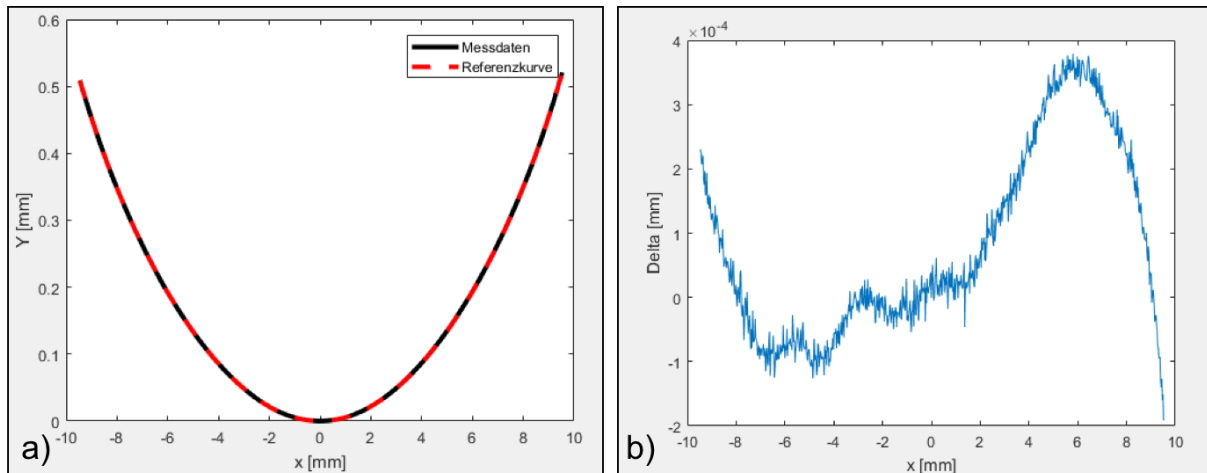 0.6
0.5
0.4
0.3
0.2
0.1
0
Y [mm]
Messdaten
Referenzkurve
-10 -8 -6 -4 -2 0 2 4 6 8 10
x [mm]
a)
×10⁻⁴
4
3
2
1
0
-1
-2
Delta [mm]
-10 -8 -6 -4 -2 0 2 4 6 8 10
x [mm]
b)